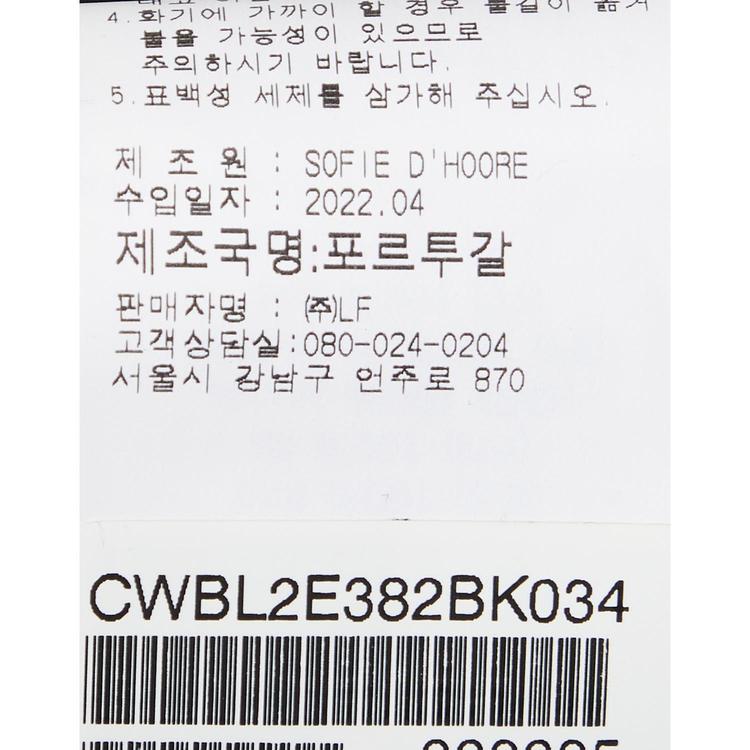 4.화기에 가까이 할 경우 불길이 옮겨
붙을 가능성이 있으므로
주의하시기 바랍니다.
5.표백성 세제를 삼가해 주십시오.
제 조 원 : SOFIE D'HOORE
수입일자 : 2022.04
제조국명:포르투갈
판매자명 : ㈜LF
고객상담실:080-024-0204
서울시 강남구 언주로 870
CWBL2E382BK034